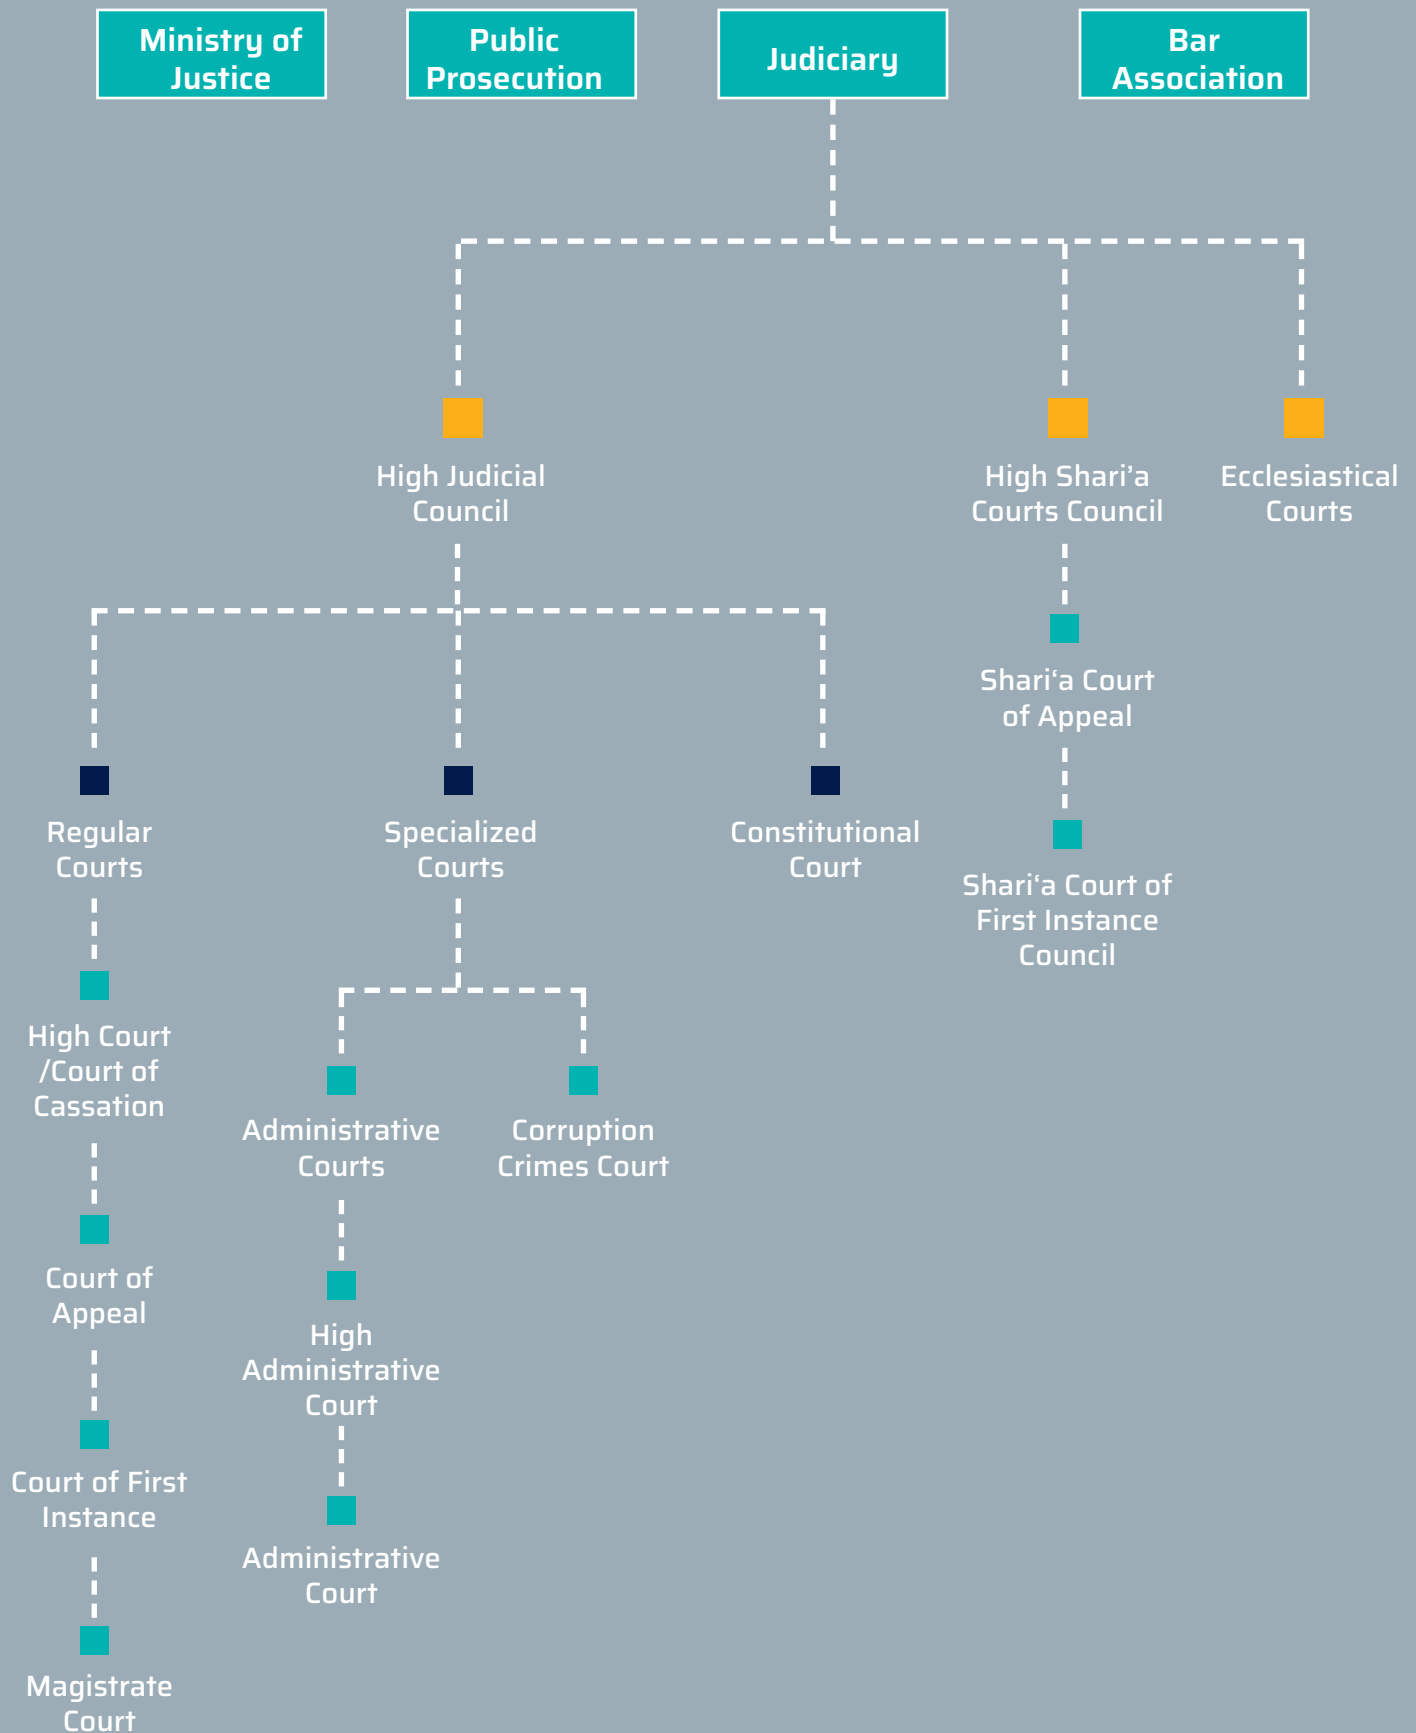 Ministry of
Justice
Public
Prosecution
Judiciary
Bar
Association
High Judicial
Council
High Shari’a
Courts Council
Ecclesiastical
Courts
Shari‘a Court
of Appeal
Shari‘a Court of
First Instance
Council
Regular
Courts
Specialized
Courts
Constitutional
Court
High Court
/Court of
Cassation
Court of
Appeal
Court of First
Instance
Magistrate
Court
Administrative
Courts
Corruption
Crimes Court
High
Administrative
Court
Administrative
Court